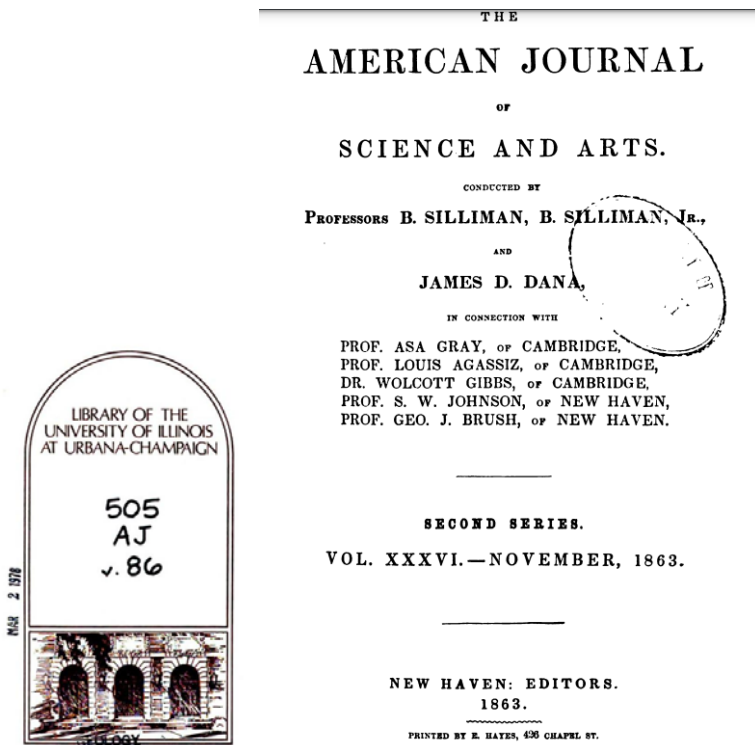 LIBRARY OF THE
UNIVERSITY OF ILLINOIS
AT URBANA-CHAMPAIGN
505
AJ
v. 86
MAR 2 1978
GEOLOGY
THE
AMERICAN JOURNAL
OF
SCIENCE AND ARTS.
CONDUCTED BY
PROFESSORS B. SILLIMAN, B. SILLIMAN, JR.,
AND
JAMES D. DANA,
IN CONNECTION WITH
PROF. ASA GRAY, OF CAMBRIDGE,
PROF. LOUIS AGASSIZ, OF CAMBRIDGE,
DR. WOLCOTT GIBBS, OF CAMBRIDGE,
PROF. S. W. JOHNSON, OF NEW HAVEN,
PROF. GEO. J. BRUSH, OF NEW HAVEN.
SECOND SERIES.
VOL. XXXVI.—NOVEMBER, 1863.
NEW HAVEN: EDITORS.
1863.
PRINTED BY E. HAYES, 426 CHAPEL ST.